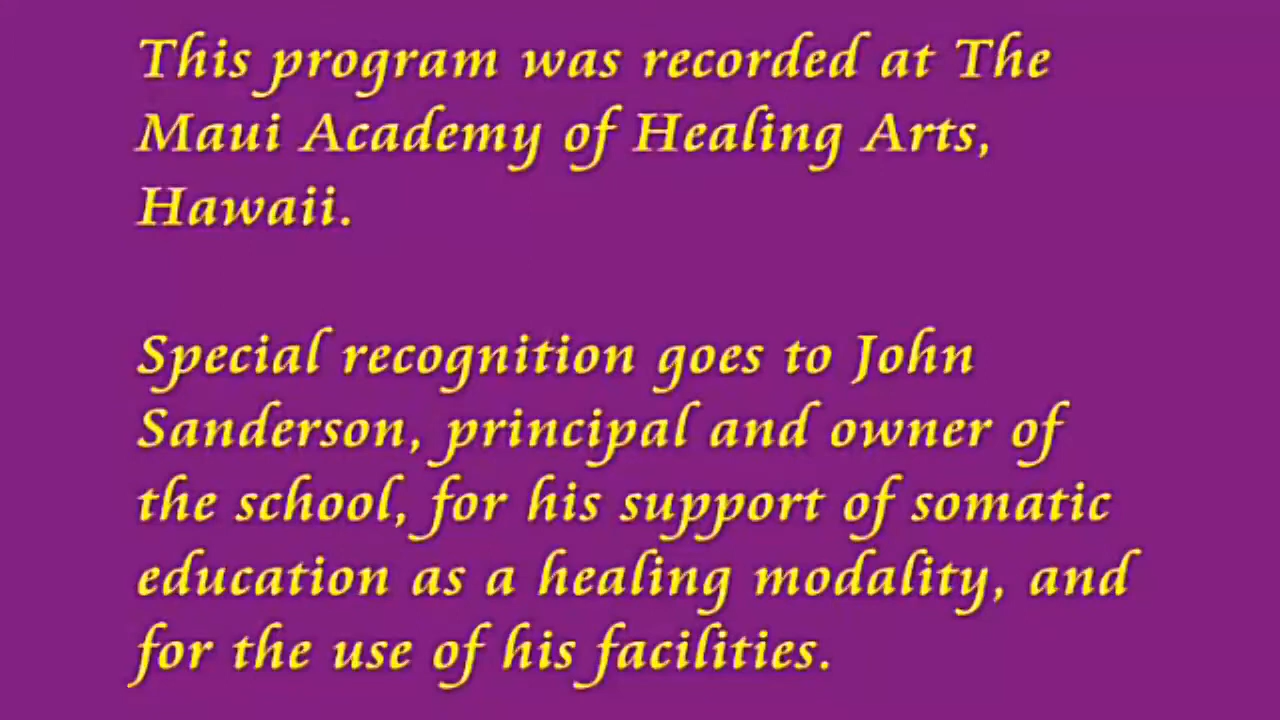 This program was recorded at The
Maui Academy of Healing Arts,
Hawaii.
Special recognition goes to John
Sanderson, principal and owner of
the school, for his support of somatic
education as a healing modality, and
for the use of his facilities.